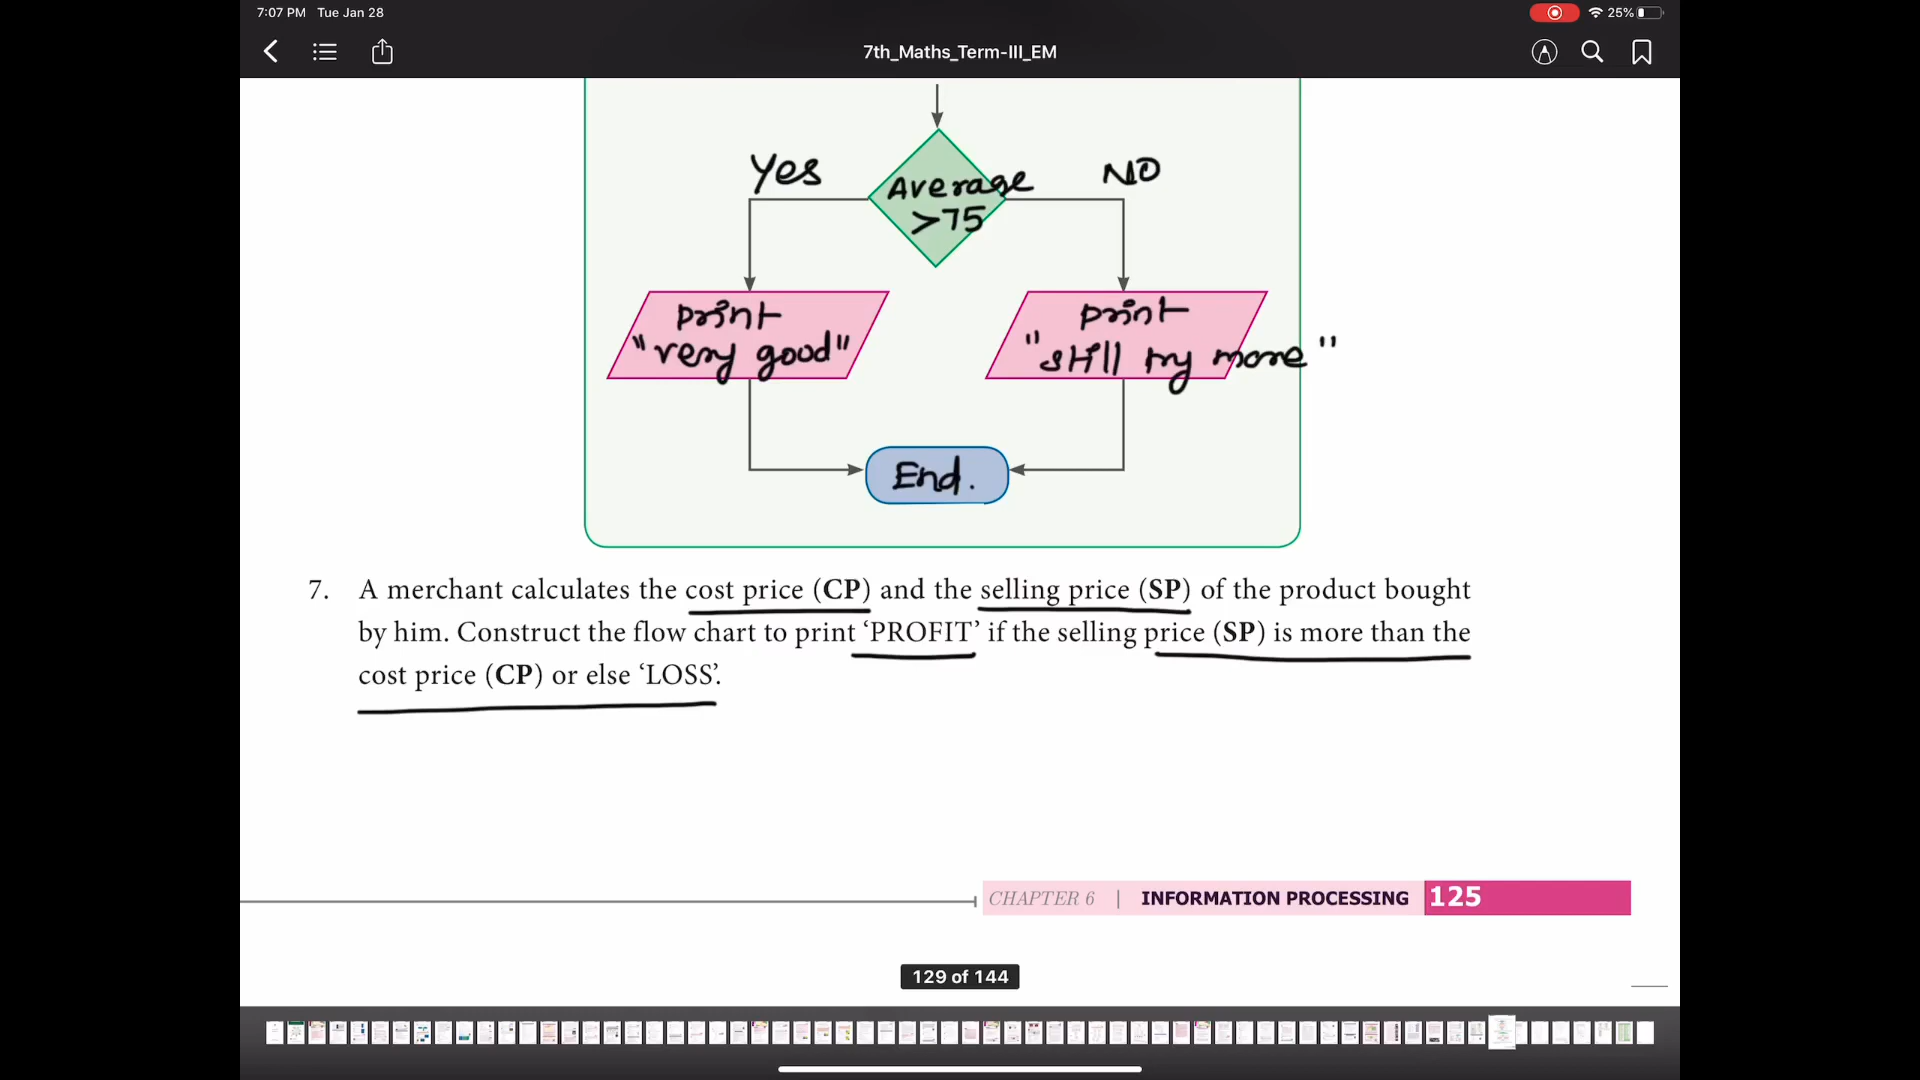 7:07 PM Tue Jan 28
25%
7th_Maths_Term-III_EM
Yes
Average
>75
NO
print
"very good"
print
"still try more"
End.
7. A merchant calculates the cost price (CP) and the selling price (SP) of the product bought
by him. Construct the flow chart to print ‘PROFIT’ if the selling price (SP) is more than the
cost price (CP) or else ‘LOSS’.
CHAPTER 6 | INFORMATION PROCESSING 125
129 of 144